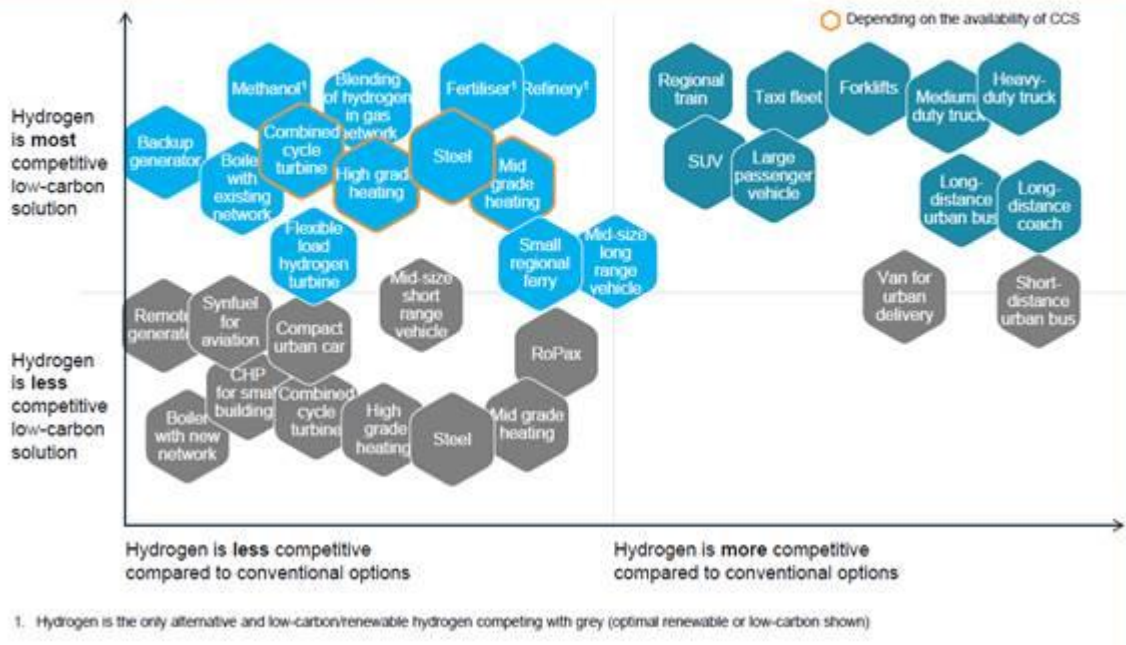 Depending on the availability of CCS
Hydrogen
is most
competitive
low-carbon
solution
Methanol¹
Blending
of hydrogen
in gas
network
Fertiliser¹
Refinery¹
Regional
train
Taxi fleet
Forklifts
Medium
duty truck
Heavy-
duty truck
Backup
generator
Boiler
with
existing
network
Combined
cycle
turbine
High grade
heating
Steel
Mid
grade
heating
SUV
Large
passenger
vehicle
Long-
distance
urban bus
Long-
distance
coach
Flexible
load
hydrogen
turbine
Small
regional
ferry
Mid-size
long
range
vehicle
Mid-size
short
range
vehicle
Van for
urban
delivery
Short-
distance
urban bus
Hydrogen
is less
competitive
low-carbon
solution
Remote
generato
Synfuel
for
aviation
Compact
urban car
RoPax
CHP
for small
building
Boiler
with new
network
Combined
cycle
turbine
High
grade
heating
Steel
Mid grade
heating
Hydrogen is less competitive
compared to conventional options
Hydrogen is more competitive
compared to conventional options
1. Hydrogen is the only alternative and low-carbon/renewable hydrogen competing with grey (optimal renewable or low-carbon shown)